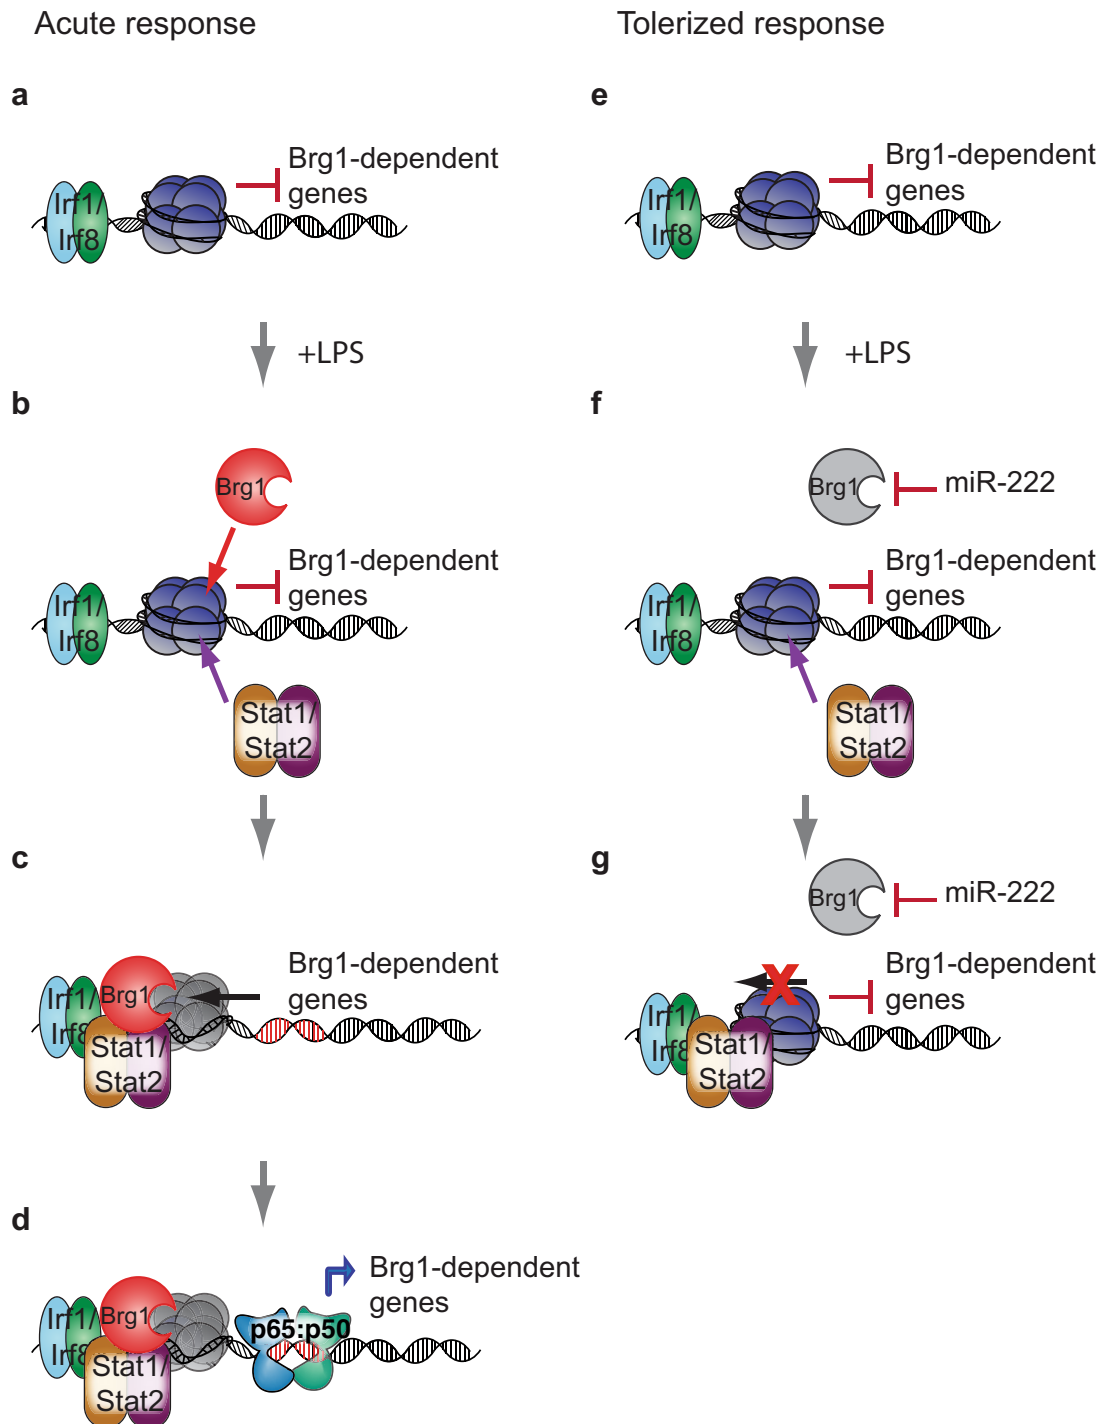 Acute response
a
Brg1-dependent
genes
Irf1/
Irf8
+LPS
b
Brg1
Brg1-dependent
genes
Irf1/
Irf8
Stat1/
Stat2
c
Brg1-dependent
genes
Irf1/
Irf8
Brg1
Stat1/
Stat2
d
Brg1-dependent
genes
Irf1/
Irf8
Brg1
p65:p50
Stat1/
Stat2
Tolerized response
e
Brg1-dependent
genes
Irf1/
Irf8
+LPS
f
Brg1
miR-222
Brg1-dependent
genes
Irf1/
Irf8
Stat1/
Stat2
g
Brg1
miR-222
X
Brg1-dependent
genes
Irf1/
Irf8
Stat1/
Stat2